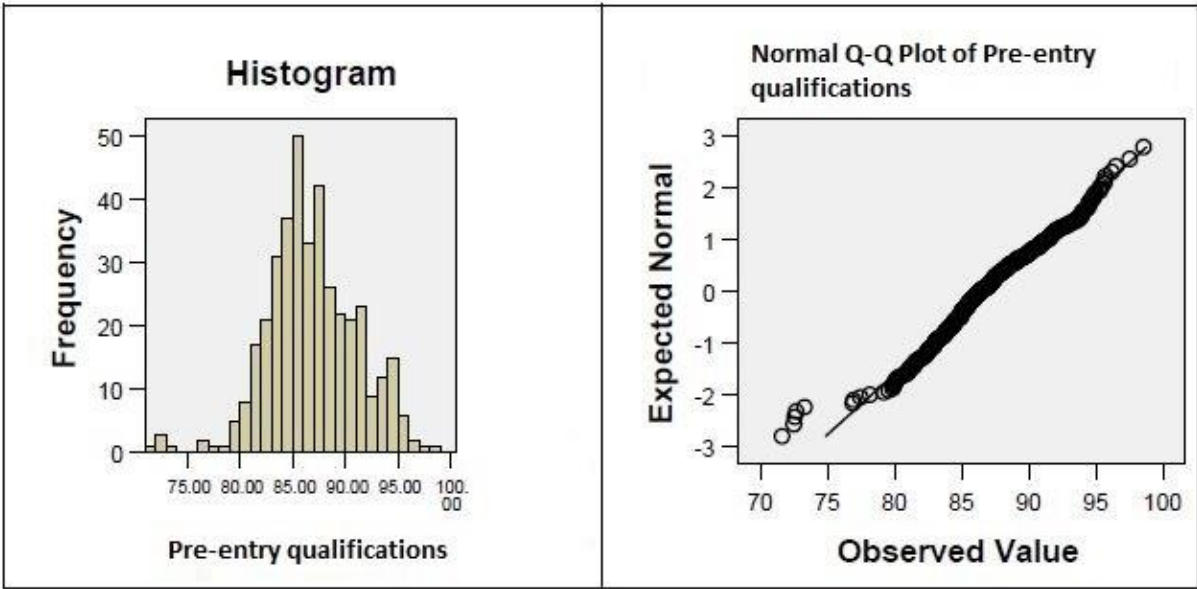 Histogram
50
40
30
20
10
0
Frequency
75.00 80.00 85.00 90.00 95.00 100.
00
Pre-entry qualifications
Normal Q-Q Plot of Pre-entry
qualifications
3
2
1
0
-1
-2
-3
Expected Normal
70 75 80 85 90 95 100
Observed Value